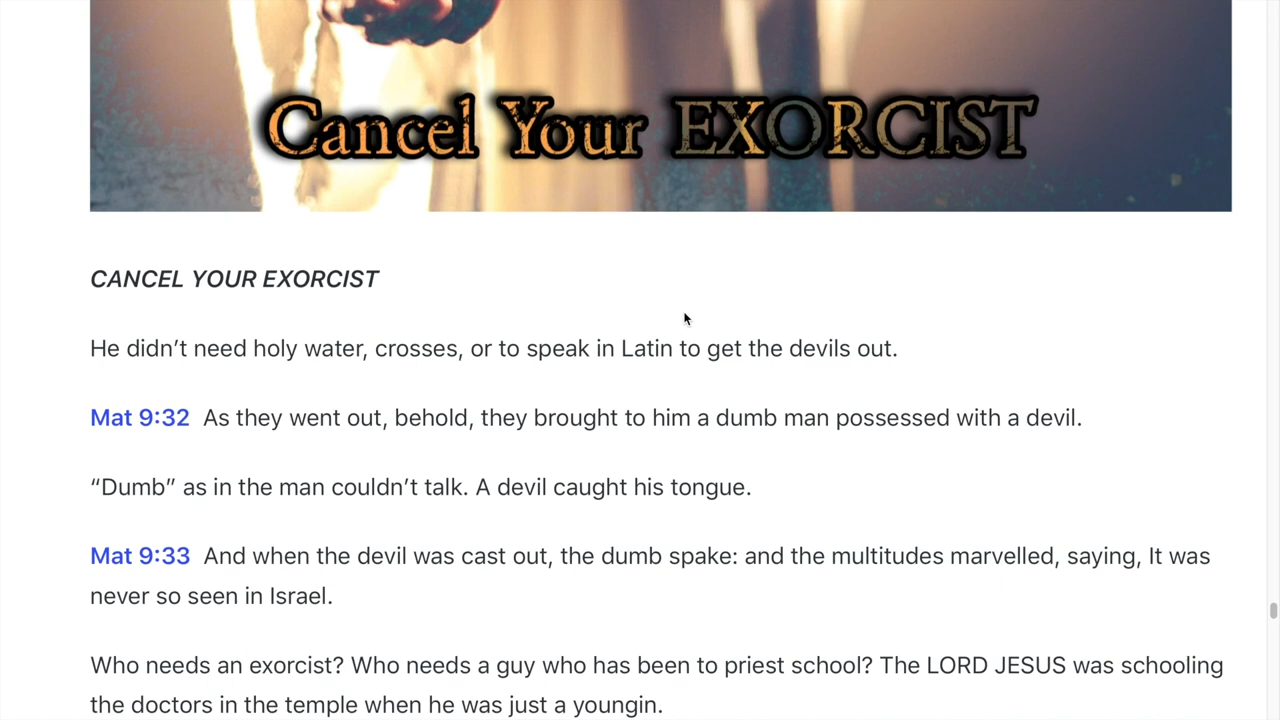 Cancel Your EXORCIST
CANCEL YOUR EXORCIST
He didn’t need holy water, crosses, or to speak in Latin to get the devils out.
Mat 9:32  As they went out, behold, they brought to him a dumb man possessed with a devil.
“Dumb” as in the man couldn’t talk. A devil caught his tongue.
Mat 9:33  And when the devil was cast out, the dumb spake: and the multitudes marvelled, saying, It was
never so seen in Israel.
Who needs an exorcist? Who needs a guy who has been to priest school? The LORD JESUS was schooling
the doctors in the temple when he was just a youngin.